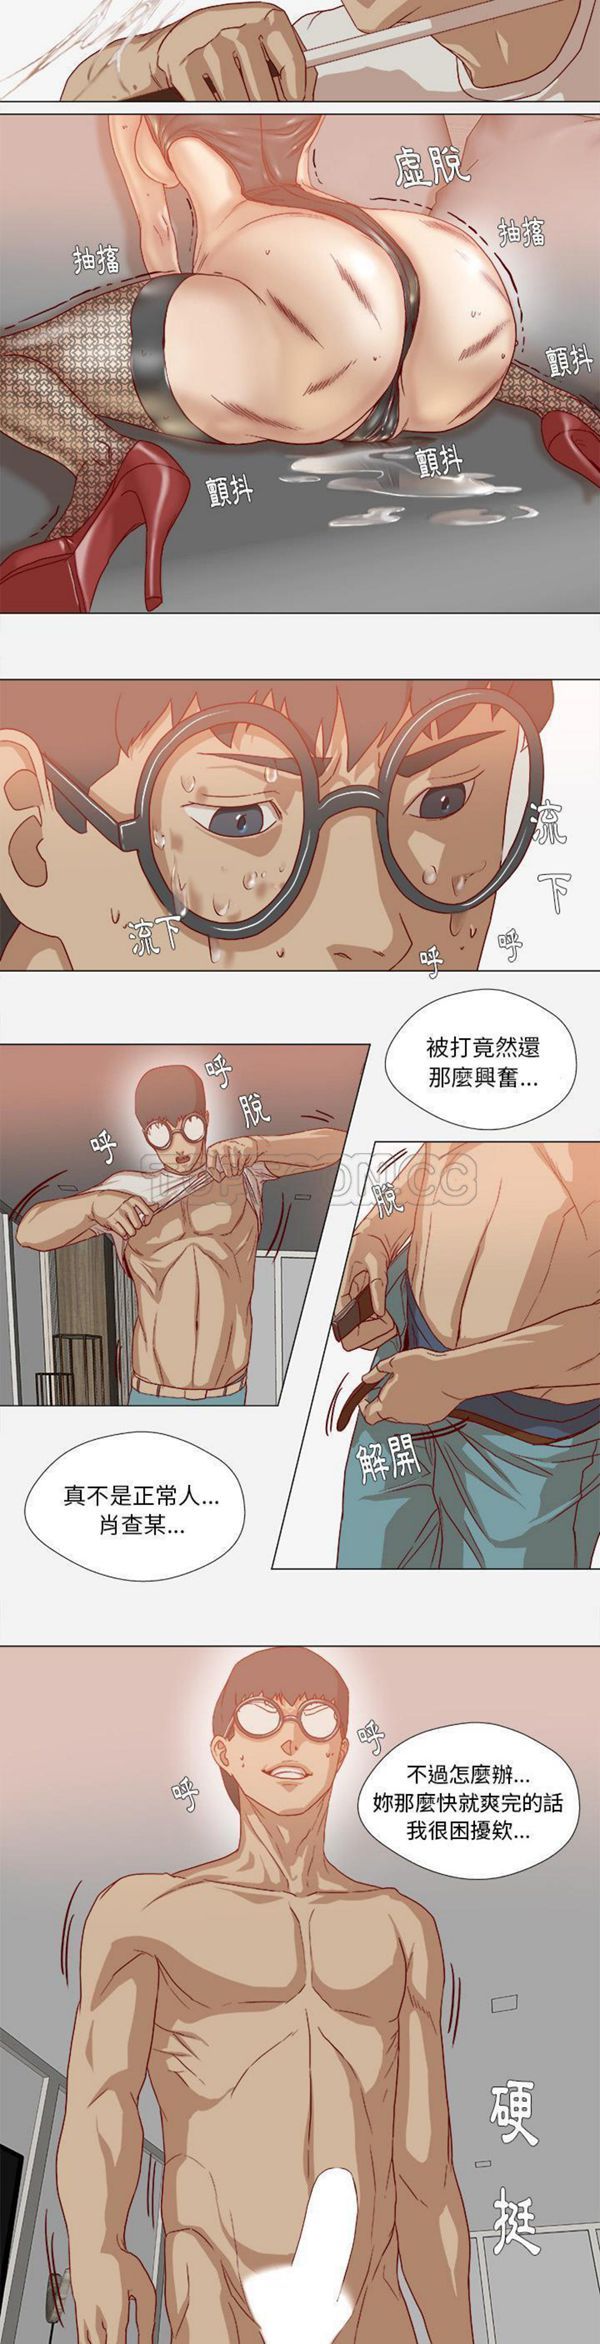 虛脫
抽搐
抽搐
顫抖
顫抖
顫抖
流下
流下
呼
呼
被打竟然還
那麼興奮...
呼
脫
呼
脫
解開
真不是正常人...
肖查某...
呼
呼
不過怎麼辦...
妳那麼快就爽完的話
我很困擾欸...
硬
挺